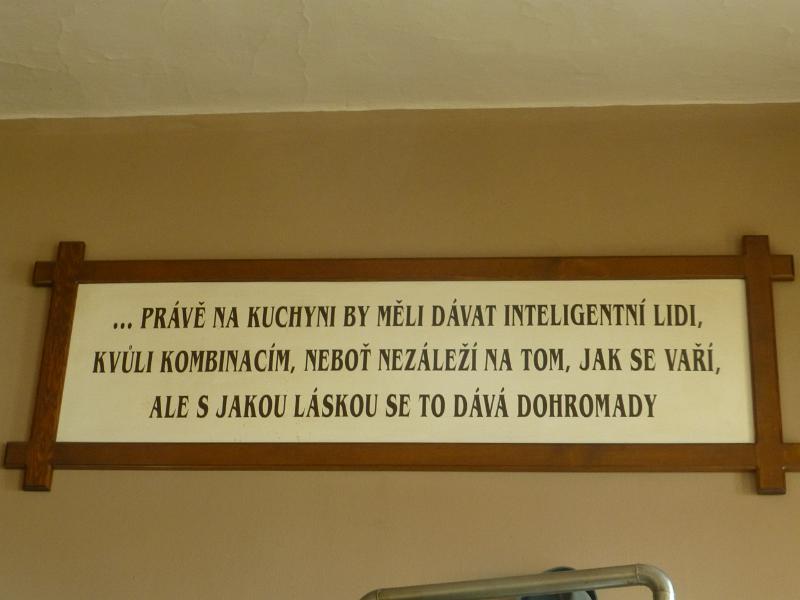 ... PRÁVĚ NA KUCHYNI BY MĚLI DÁVAT INTELIGENTNÍ LIDI,
KVŮLI KOMBINACÍM, NEBOŤ NEZÁLEŽÍ NA TOM, JAK SE VAŘÍ,
ALE S JAKOU LÁSKOU SE TO DÁVÁ DOHROMADY